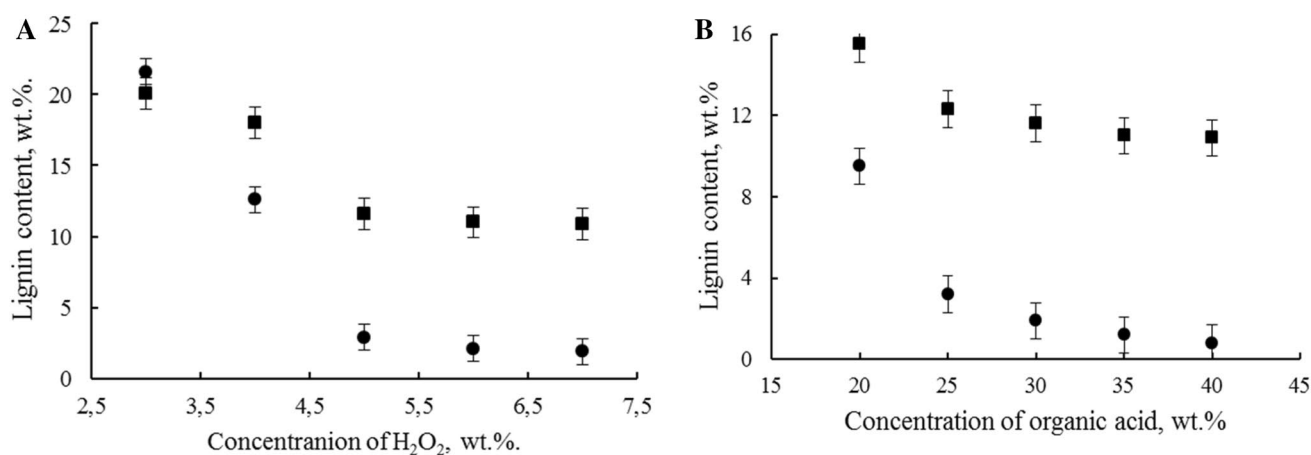 A
Lignin content, wt.%.
25
20
15
10
5
0
2,5 3,5 4,5 5,5 6,5 7,5
Concentranion of H₂O₂, wt.%.
B
Lignin content, wt.%
16
12
8
4
0
15 20 25 30 35 40 45
Concentration of organic acid, wt.%